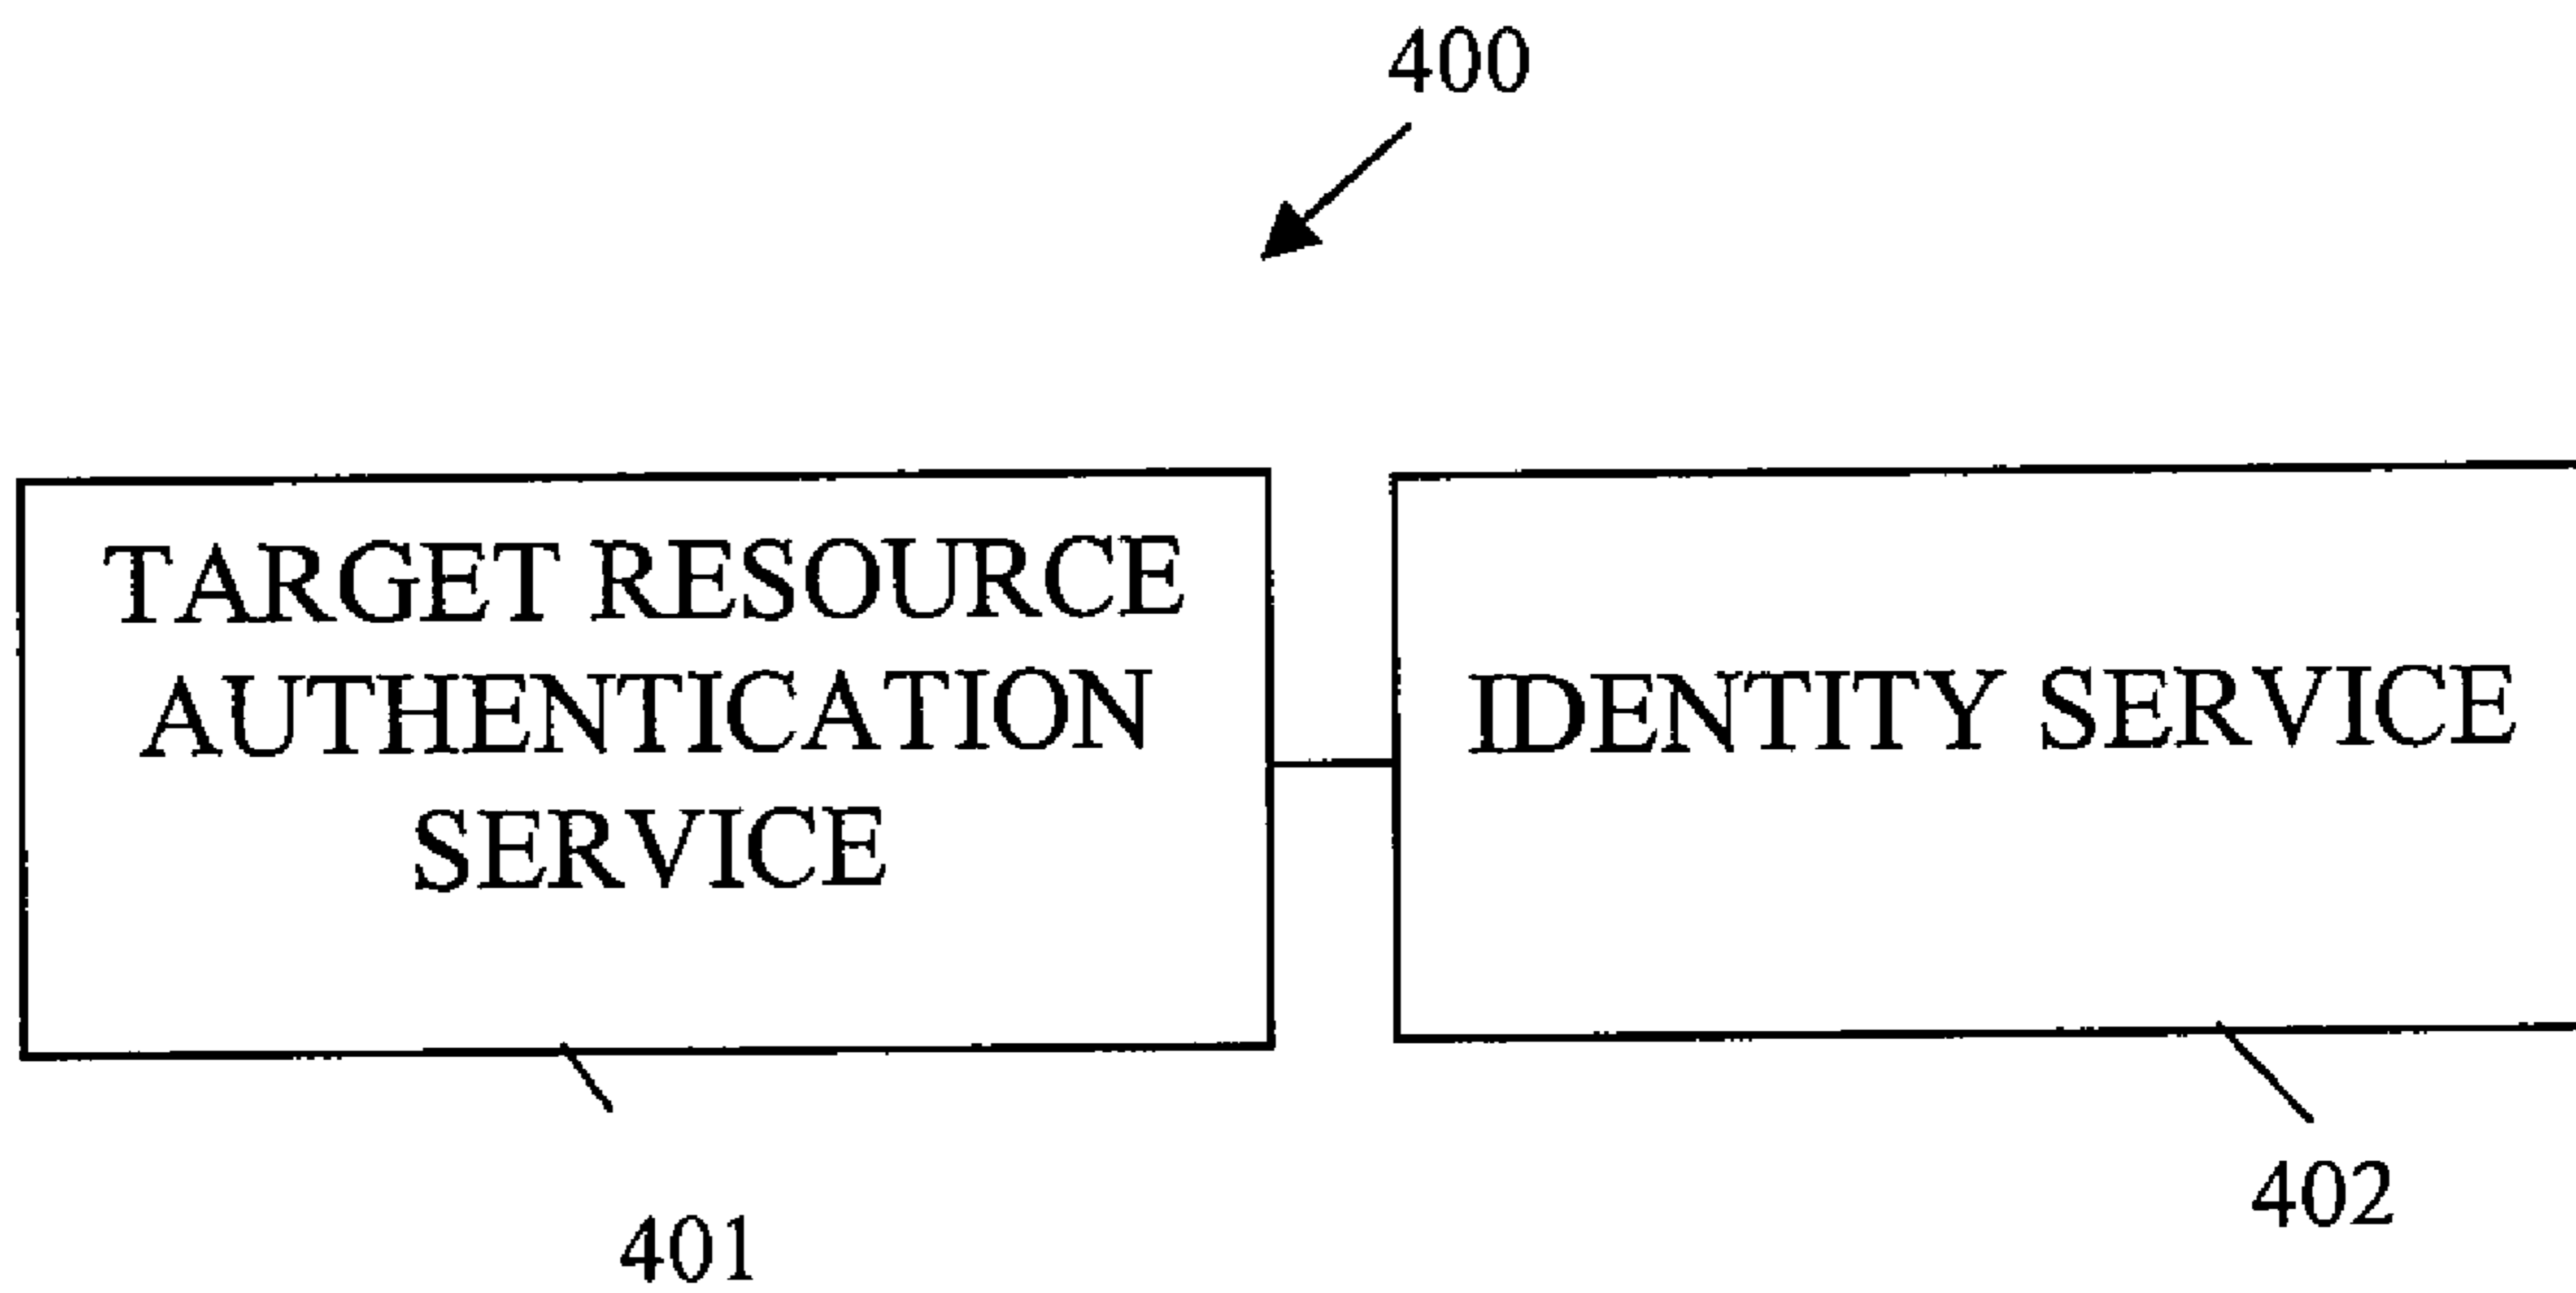 400
TARGET RESOURCE
AUTHENTICATION
SERVICE
IDENTITY SERVICE
401
402